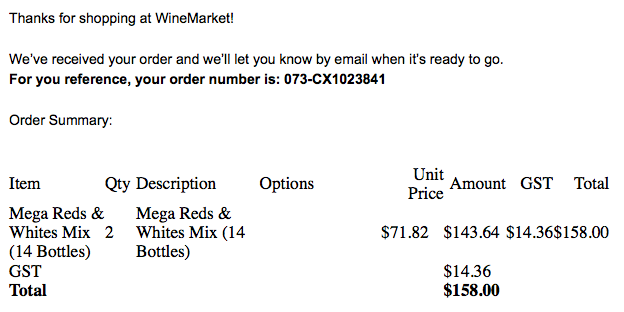 Thanks for shopping at WineMarket!
We've received your order and we'll let you know by email when it's ready to go.
For you reference, your order number is: 073-CX1023841
Order Summary:
Item Qty Description Options Unit Price Amount GST Total
Mega Reds & Mega Reds &
Whites Mix 2 Whites Mix (14 $71.82 $143.64 $14.36 $158.00
(14 Bottles) Bottles)
GST $14.36
Total $158.00